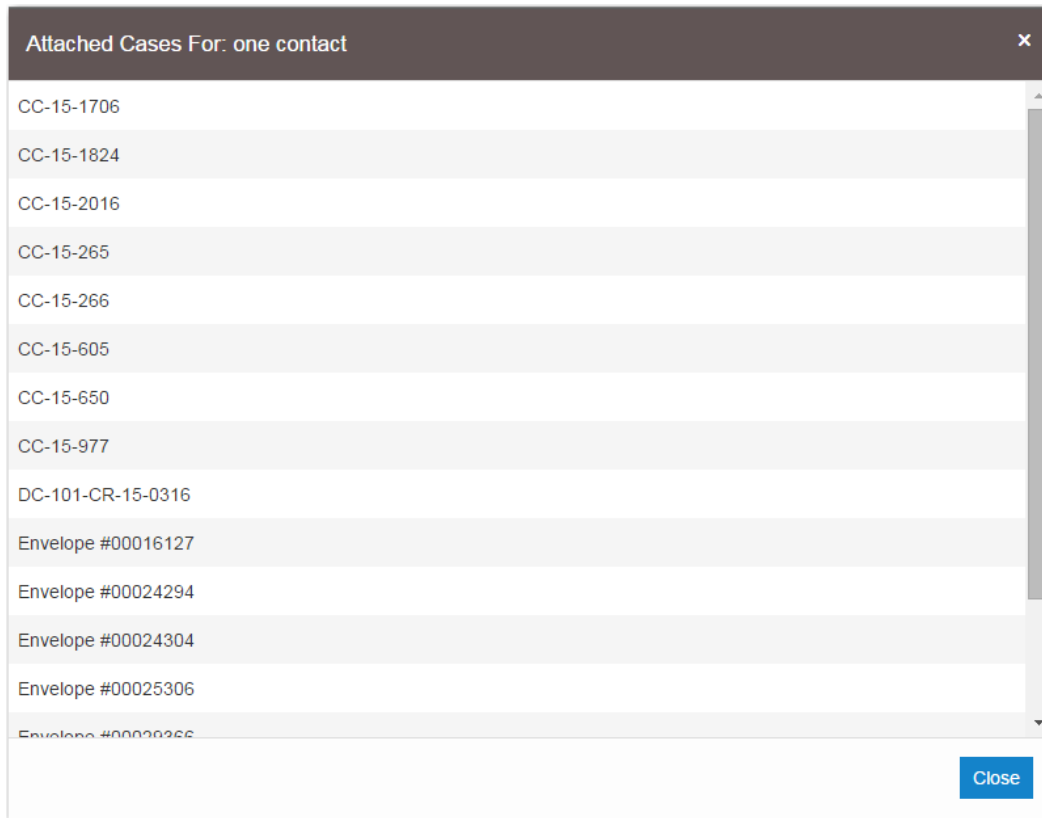 Attached Cases For: one contact
×
CC-15-1706
CC-15-1824
CC-15-2016
CC-15-265
CC-15-266
CC-15-605
CC-15-650
CC-15-977
DC-101-CR-15-0316
Envelope #00016127
Envelope #00024294
Envelope #00024304
Envelope #00025306
Envelope #00029366
Close